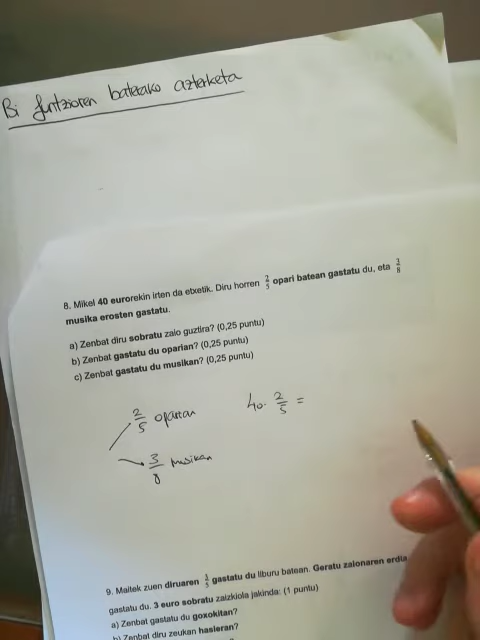 Bi funtzioren baterako azterketa
8. Mikel 40 eurorekin irten da etxetik. Diru horren 2/5 opari batean gastatu du, eta 3/8
musika erosten gastatu.
a) Zenbat diru sobratu zaio guztira? (0,25 puntu)
b) Zenbat gastatu du oparian? (0,25 puntu)
c) Zenbat gastatu du musikan? (0,25 puntu)
2/5 oparian
40· 2/5 =
3/8 musikan
9. Maitek zuen diruaren 1/5 gastatu du liburu batean. Geratu zaionaren erdia
gastatu du. 3 euro sobratu zaizkiola jakinda: (1 puntu)
a) Zenbat gastatu du goxokitan?
b) Zenbat diru zeukan hasieran?